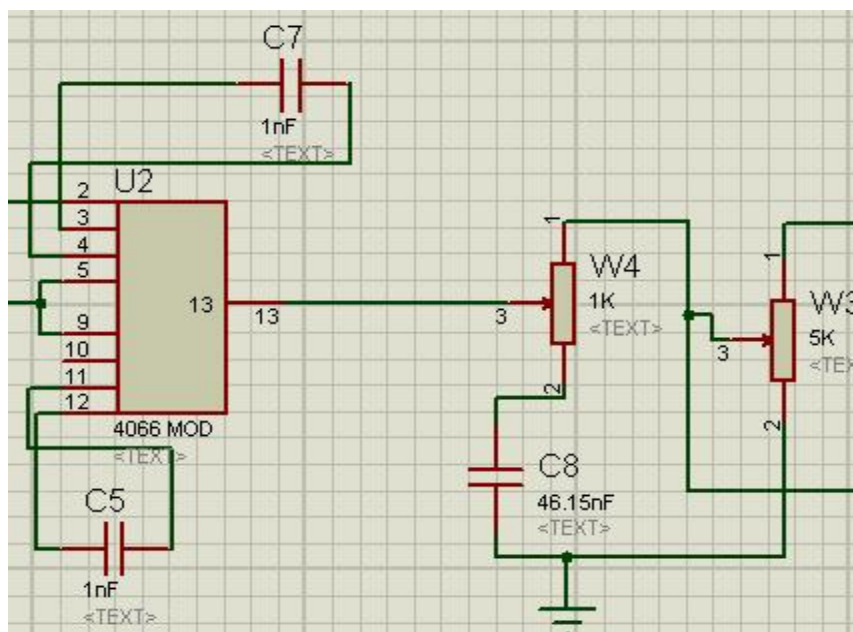 C7
1nF
<TEXT>
U2
2
3
4
5
9
10
11
12
13
13
4066 MOD
<TEXT>
C5
1nF
<TEXT>
1
W4
1K
<TEXT>
3
2
C8
46.15nF
<TEXT>
1
W3
5K
<TEX
3
2